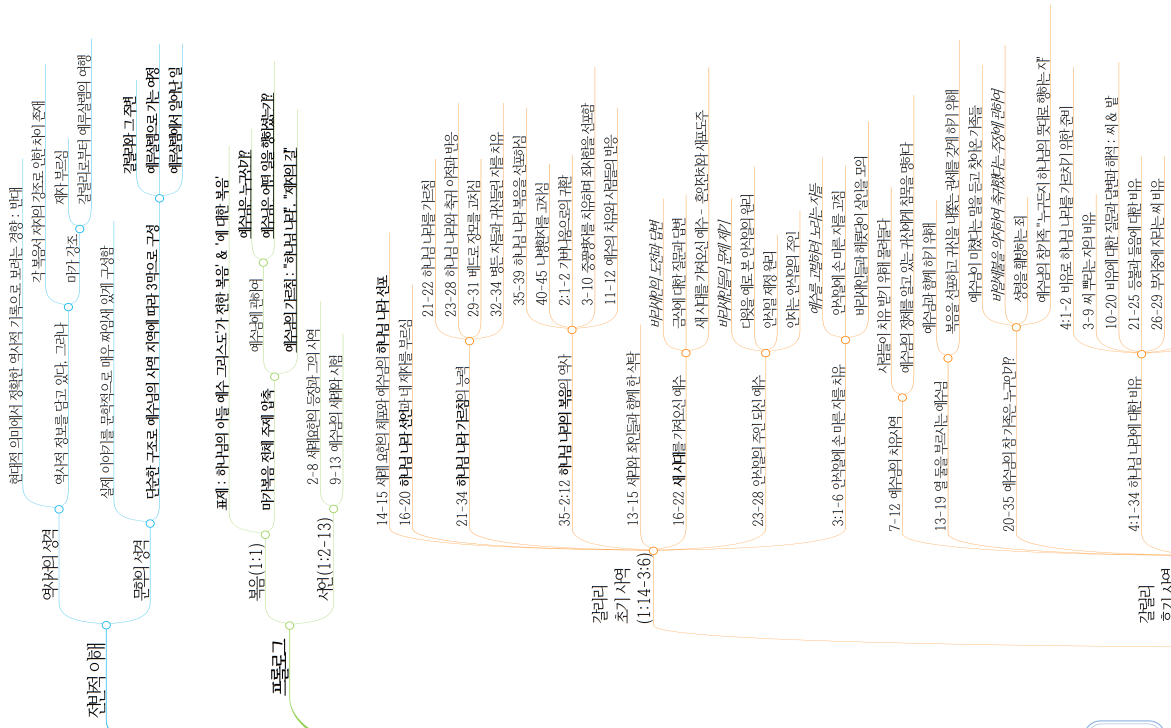 전반적 이해
역사서의 성격
현대적 의미에서 정확한 역사적 기록으로 보려는 경향 : 반대
역사적 정보를 담고 있다. 그러나
각 복음서 저자의 강조로 인한 차이 존재
마가 강조
제자 부르심
갈릴리로부터 예루살렘의 여행
문학의 성격
실제 이야기를 문학적으로 매우 짜임새 있게 구성함
단순한 구조로 예수님의 사역 지역에 따라 3막으로 구성
갈릴리와 그 주변
예루살렘으로 가는 여정
예루살렘에서 일어난 일
프롤로그
복음(1:1)
표제 : 하나님의 아들 예수 그리스도'가 전한 복음' & '에 대한 복음'
마가복음 전체 주제 압축
예수님에 관하여
예수님은 누구신가?
예수님은 어떤 일을 행하셨는가?
예수님의 가르침 : "하나님 나라", "제자의 길"
서언(1:2-13)
2-8 세례요한의 등장과 그의 사역
9-13 예수님의 세례와 시험
갈릴리
초기 사역
(1:14-3:6)
14-15 세례 요한의 체포와 예수님의 하나님 나라 선포
16-20 하나님 나라 선언과 네 제자를 부르심
21-34 하나님 나라 가르침의 능력
21-22 하나님 나라를 가르침
23-28 하나님 나라와 축귀 이적과 반응
29-31 베드로 장모를 고치심
32-34 병든 자들과 귀신들린 자를 치유
35-2:12 하나님 나라의 복음의 역사
35-39 하나님 나라 복음을 선포하심
40-45 나병환자를 고치심
2:1-2 가버나움으로의 귀환
3-10 중풍병자를 치유하며 죄사함을 선포함
11-12 예수의 치유와 사람들의 반응
13-15 세리와 죄인들과 함께 한 식탁
16-22 새 시대를 가져오신 예수
바리새인의 도전과 답변
금식에 대한 질문과 답변
새 시대를 가져오신 예수 - 혼인잔치와 새포도주
23-28 안식일의 주인 되신 예수
바리새인들의 문제 제기
다윗을 예로 본 안식일의 원리
안식일 제정 원리
인자는 안식일의 주인
3:1-6 안식일에 손 마른 자를 치유
예수를 고발하려 노리는 자들
안식일에 손 마른 자를 고침
바리새인들과 헤롯당이 살인을 모의
갈릴리
후기 사역
7-12 예수님의 치유사역
사람들이 치유 받기 위해 몰려들다
예수님의 정체를 알고 있는 귀신에게 침묵을 명하다
13-19 열 둘을 부르시는 예수님
예수님과 함께 하기 위해
복음을 선포하고 귀신을 내쫓는 권세를 갖게 하기 위해
20-35 예수님의 참 가족은 누구인가?
예수님이 미쳤다는 말을 듣고 찾아온 가족들
바알세불을 의지하여 축귀했다는 주장에 관하여
성령을 훼방하는 죄
예수님의 참 가족 "누구든지 하나님의 뜻대로 행하는 자"
4:1-34 하나님 나라에 대한 비유
4:1-2 비유로 하나님 나라를 가르치기 위한 준비
3-9 씨 뿌리는 자의 비유
10-20 비유에 대한 질문과 답변과 해석 : 씨 & 밭
21-25 등불과 들음에 대한 비유
26-29 부지중에 자라는 씨 비유